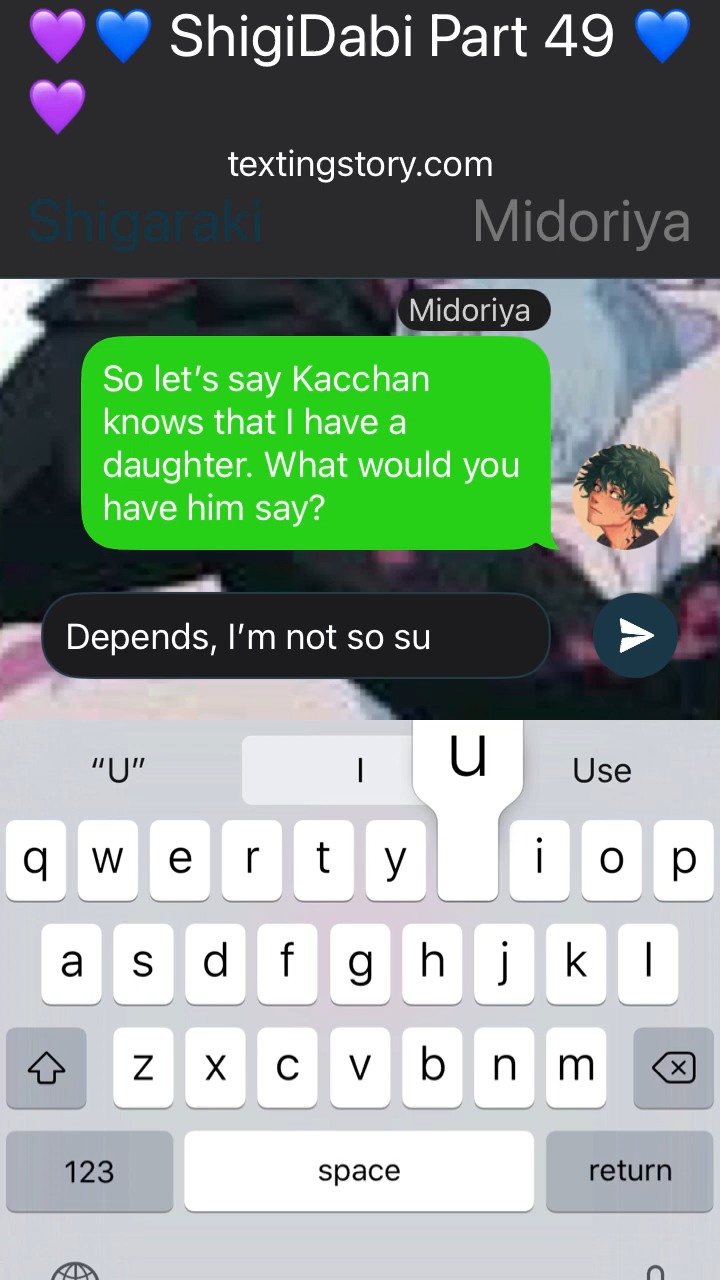 💜💙 ShigiDabi Part 49 💙
💜
textingstory.com
Shigaraki Midoriya
Midoriya
So let’s say Kacchan
knows that I have a
daughter. What would you
have him say?
Depends, I’m not so su
“U” I u Use
q w e r t y i o p
a s d f g h j k l
z x c v b n m
123 space return